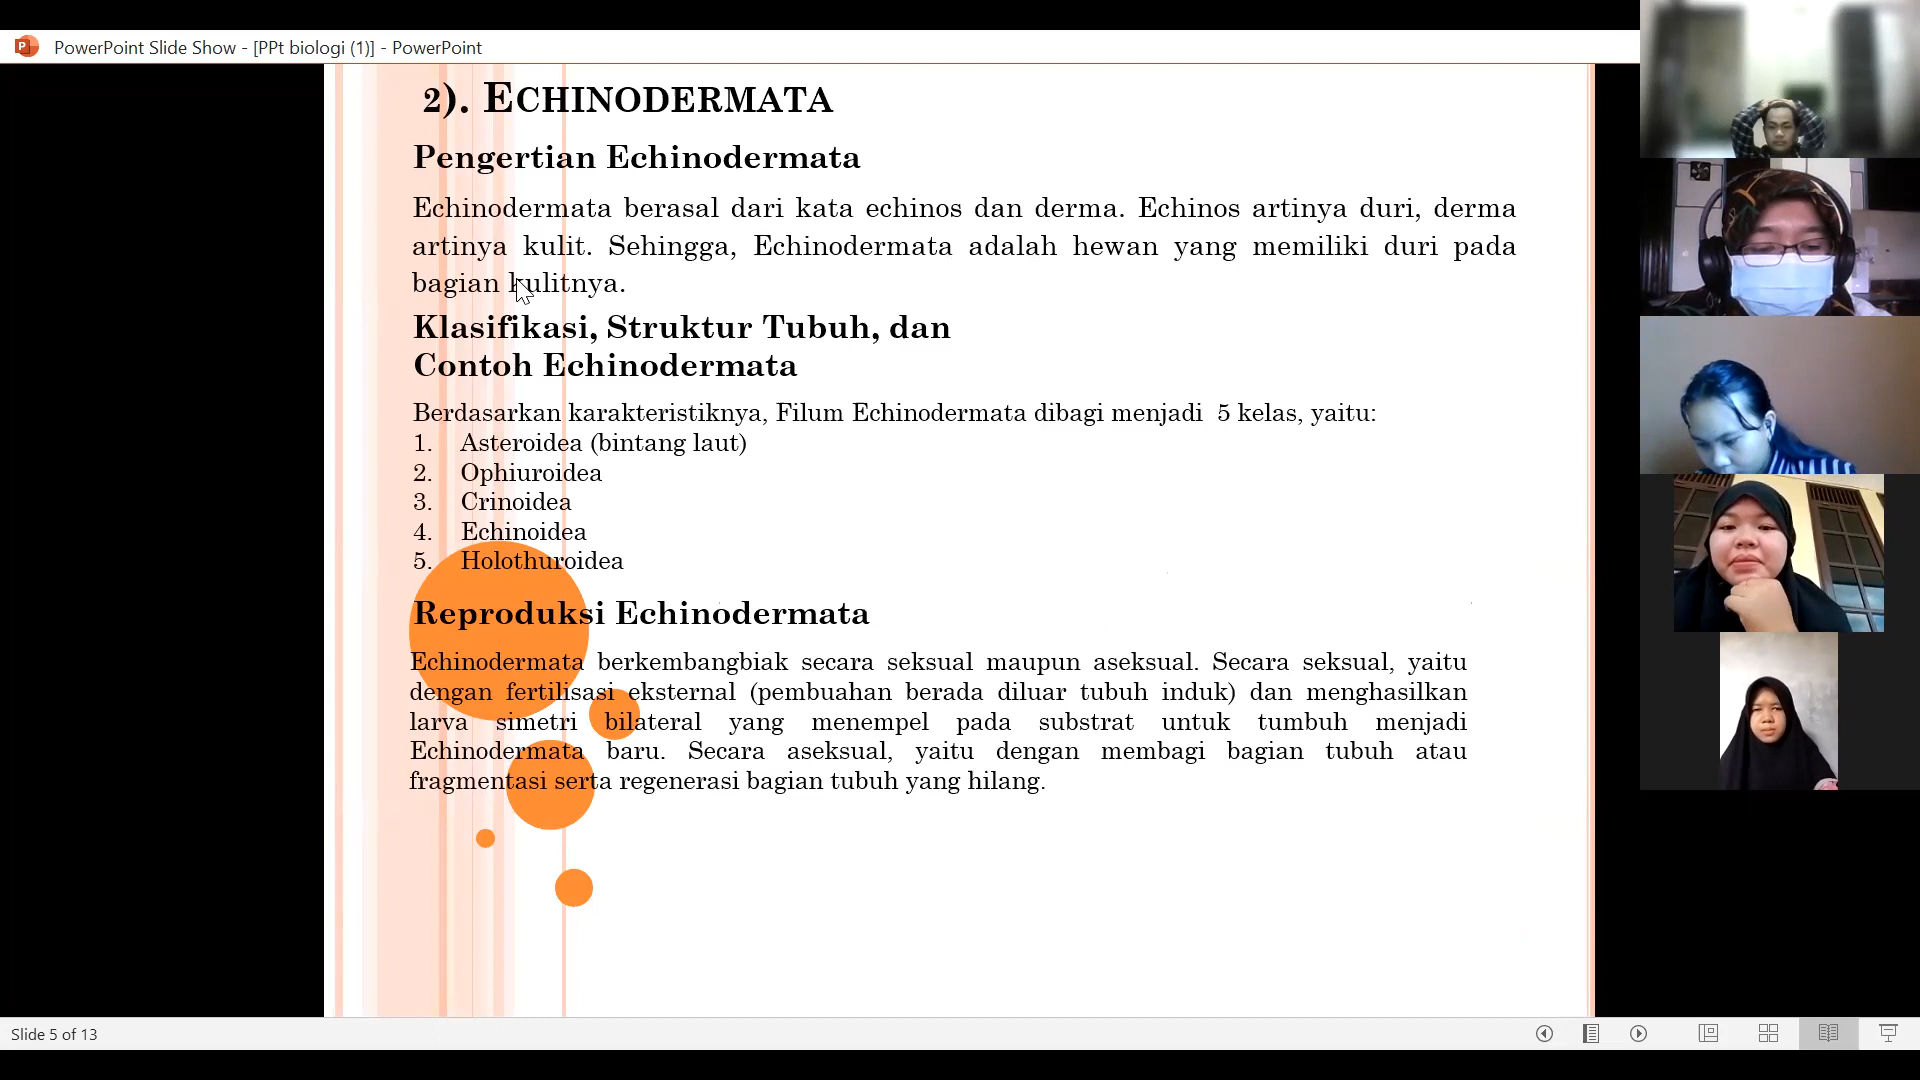 PowerPoint Slide Show - [PPt biologi (1)] - PowerPoint
2). ECHINODERMATA
Pengertian Echinodermata
Echinodermata berasal dari kata echinos dan derma. Echinos artinya duri, derma
artinya kulit. Sehingga, Echinodermata adalah hewan yang memiliki duri pada
bagian kulitnya.
Klasifikasi, Struktur Tubuh, dan
Contoh Echinodermata
Berdasarkan karakteristiknya, Filum Echinodermata dibagi menjadi 5 kelas, yaitu:
1. Asteroidea (bintang laut)
2. Ophiuroidea
3. Crinoidea
4. Echinoidea
5. Holothuroidea
Reproduksi Echinodermata
Echinodermata berkembangbiak secara seksual maupun aseksual. Secara seksual, yaitu
dengan fertilisasi eksternal (pembuahan berada diluar tubuh induk) dan menghasilkan
larva simetri bilateral yang menempel pada substrat untuk tumbuh menjadi
Echinodermata baru. Secara aseksual, yaitu dengan membagi bagian tubuh atau
fragmentasi serta regenerasi bagian tubuh yang hilang.
Slide 5 of 13